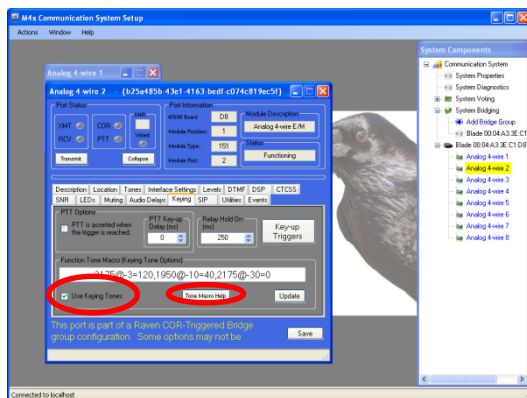 M4x Communication System Setup
Actions Window Help
System Components
Communication System
System Properties
System Diagnostics
System Voting
System Bridging
Add Bridge Group
Blade 00:04:A3:3E:C1
Blade 00:04:A3:3E:C1:D8
Analog 4-wire 1
Analog 4-wire 2
Analog 4-wire 3
Analog 4-wire 4
Analog 4-wire 5
Analog 4-wire 6
Analog 4-wire 7
Analog 4-wire 8
Analog 4-wire 1
Analog 4-wire 2 - {b25a485b-43e1-4163-bedf-c074c819ec5f}
Port Status
XMT COR SNR
RCV PTT Voted
Transmit Collapse
Port Information
47686 Board DB
Module Position: 1
Module Type: 151
Module Port: 2
Module Description
Analog 4-wire E/M
Status
Functioning
Description Location Tones Interface Settings Levels DTMF DSP CTCSS
SNR LEDs Muting Audio Delays Keying SIP Utilities Events
PTT Options
PTT is asserted when
the trigger is reached.
PTT Key-up
Delay (ms)
0
Relay Hold On
(ms)
250
Key-up
Triggers
Function Tone Macro (Keying Tone Options)
2175@-3=120,1950@-10=40,2175@-30=0
Use Keying Tones Tone Macro Help Update
This port is part of a Raven COR-Triggered Bridge
group configuration. Some options may not be
Save
Connected to localhost